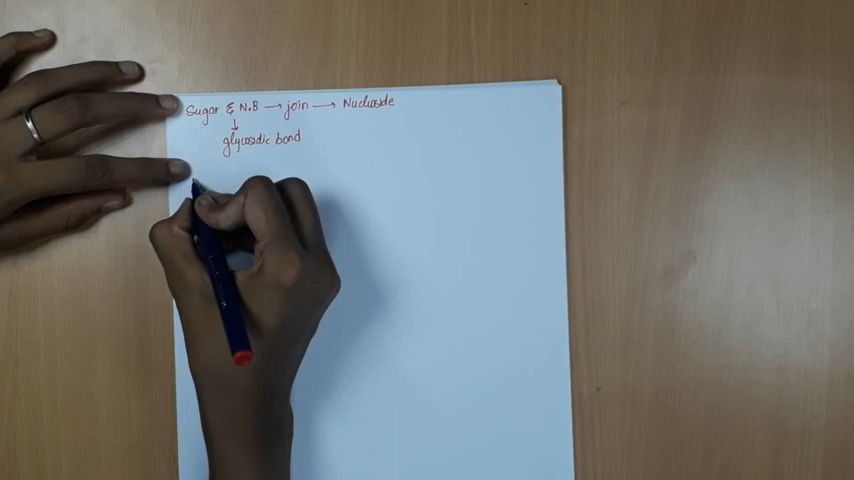 Sugar & N.B → join → Nucleoside
↓
glycosidic bond